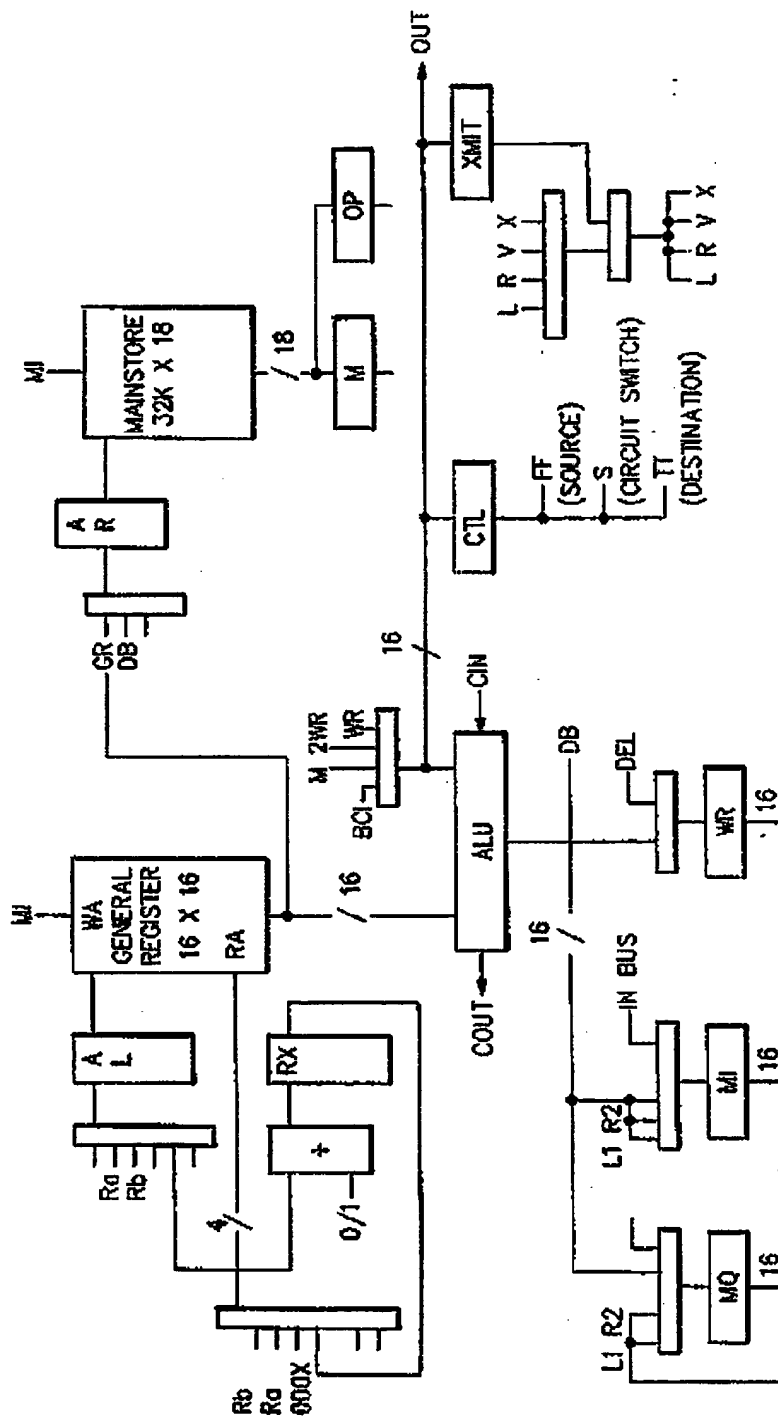 MI
WA
GENERAL
REGISTER
16 X 16
RA
A
L
Ra
Rb
4
RX
+
0/1
Rb
Ra
000X
GR
DB
A
R
MI
MAINSTORE
32K X 18
18
M
OP
16
COUT
ALU
CIN
BCI
M
2WR
WR
16
CTL
FF
(SOURCE)
S
(CIRCUIT SWITCH)
TT
(DESTINATION)
OUT
XMIT
L R V X
L R V X
16
DB
L1 R2
MQ
16
L1 R2
IN BUS
MI
16
DEL
WR
16